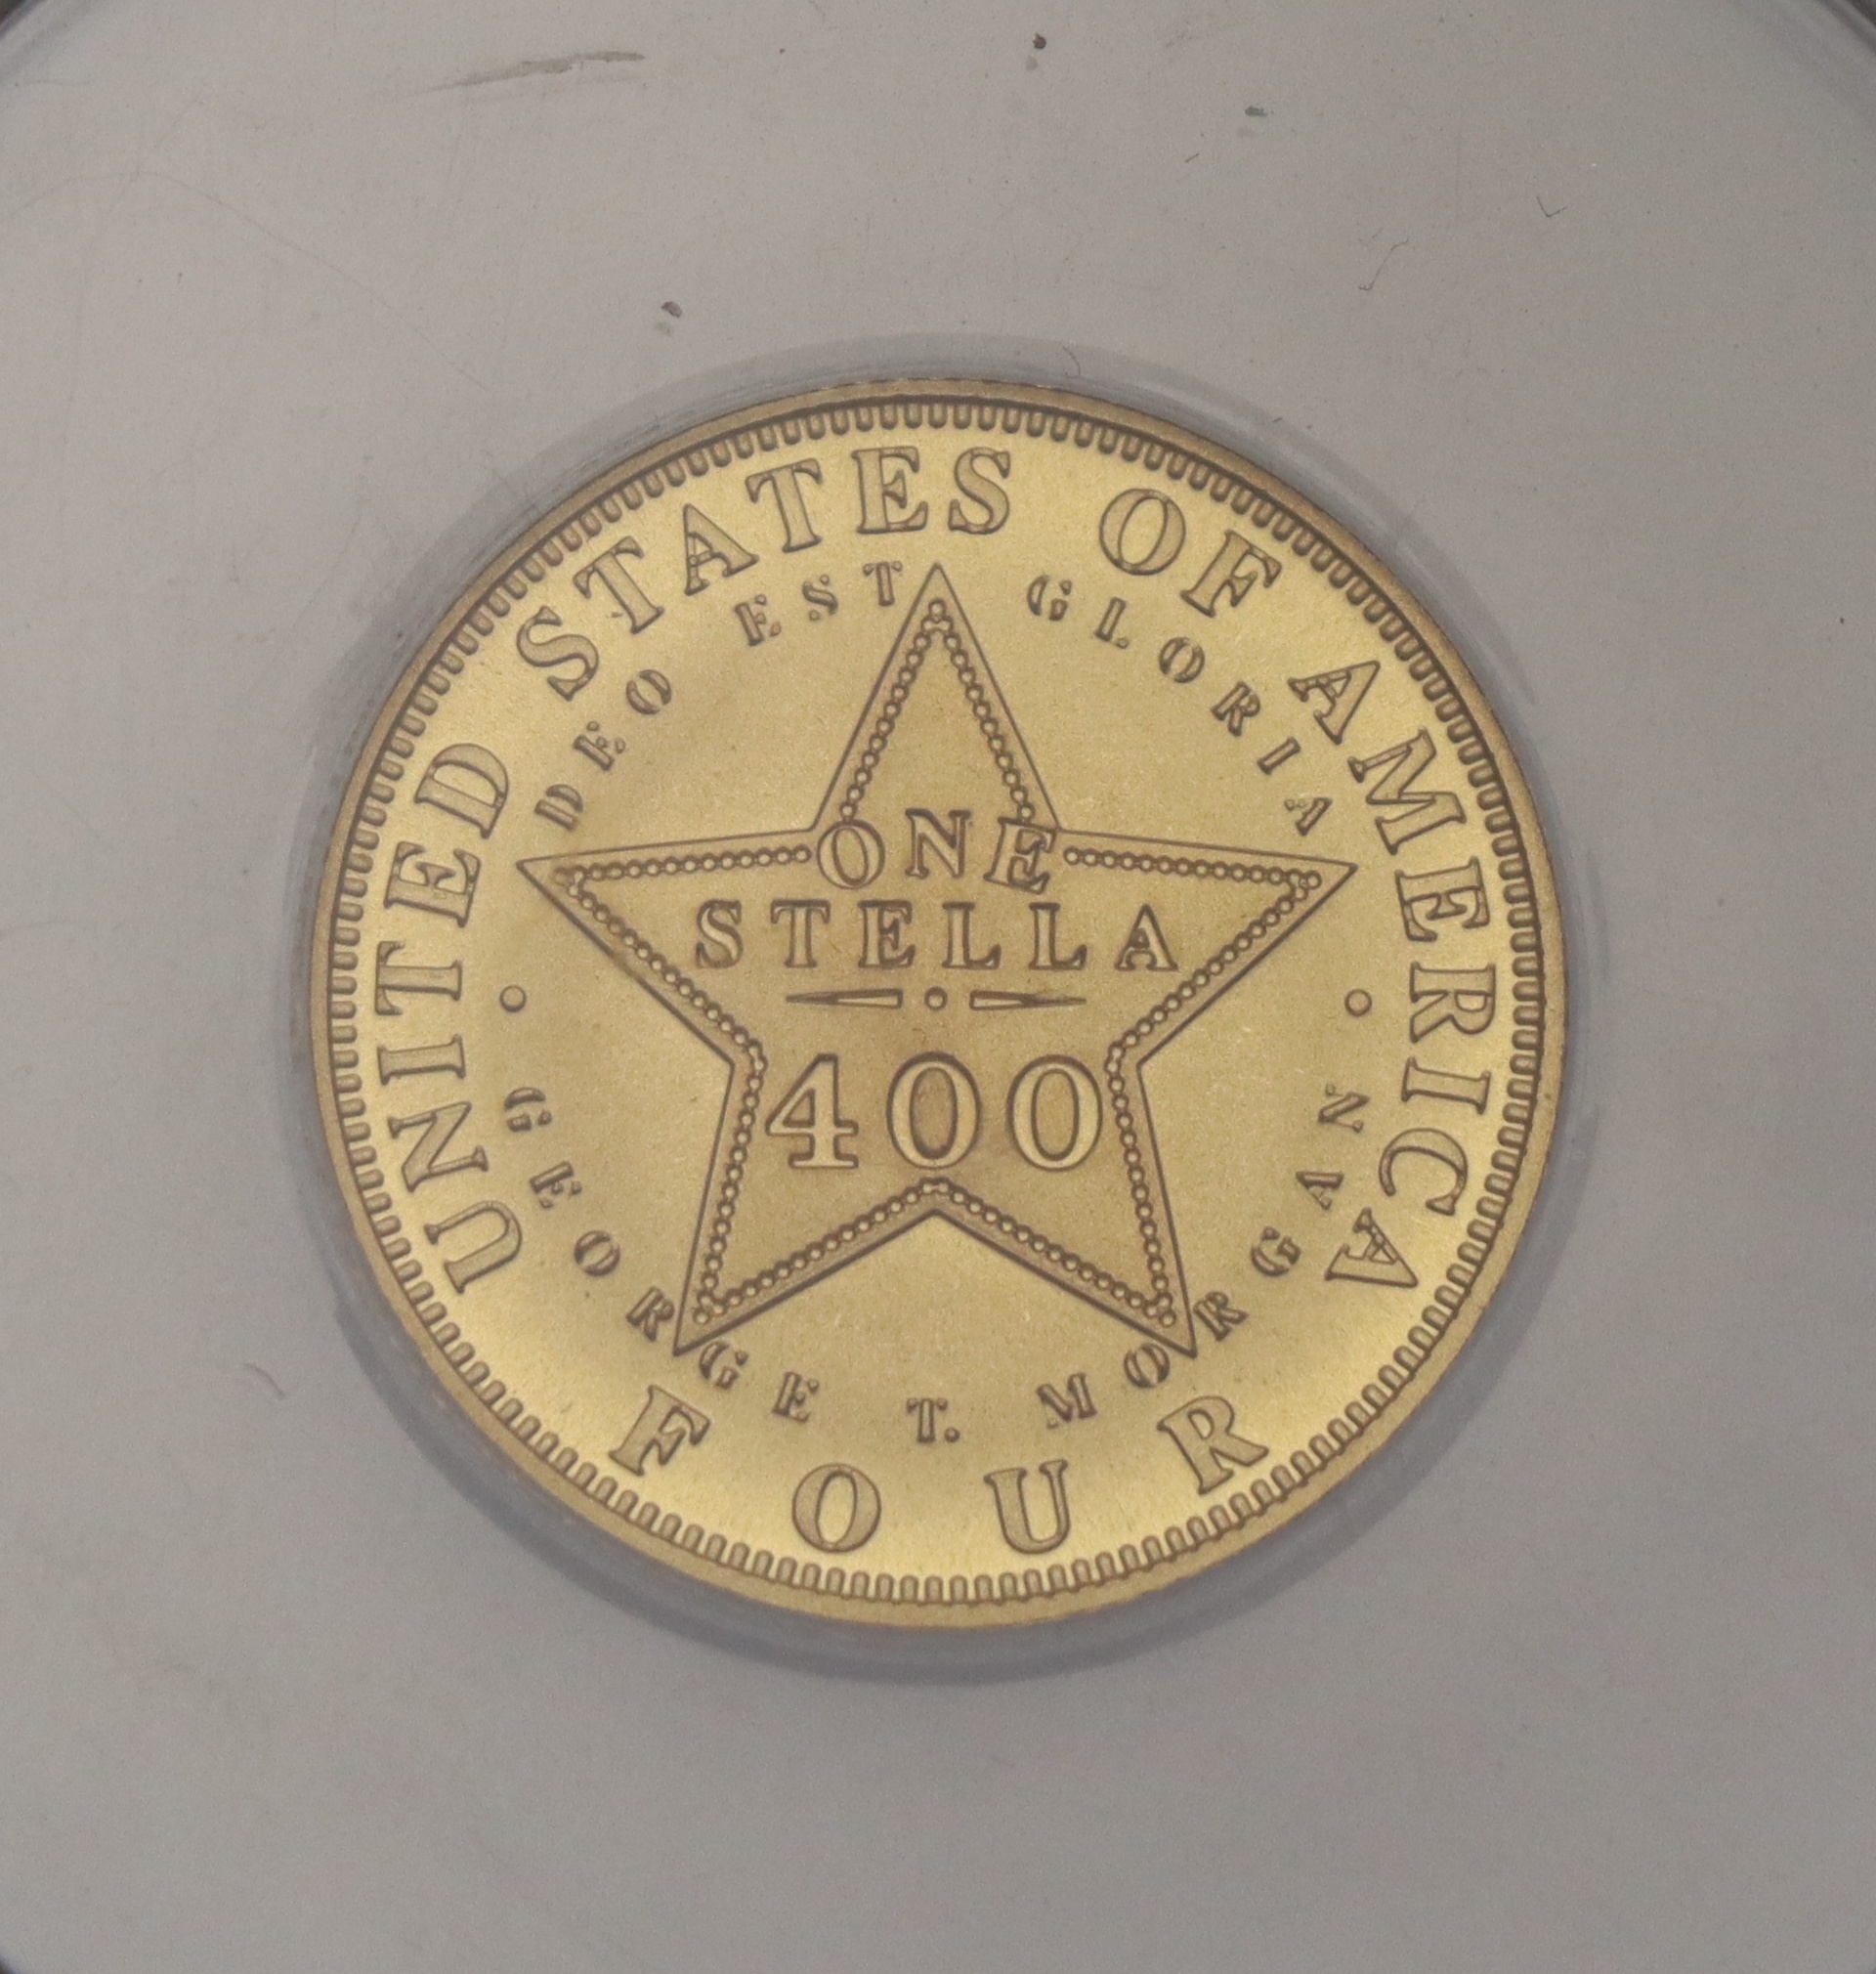 UNITED STATES OF AMERICA
DEO EST GLORIA
ONE
STELLA
400
• GEORGE T. MORGAN •
FOUR